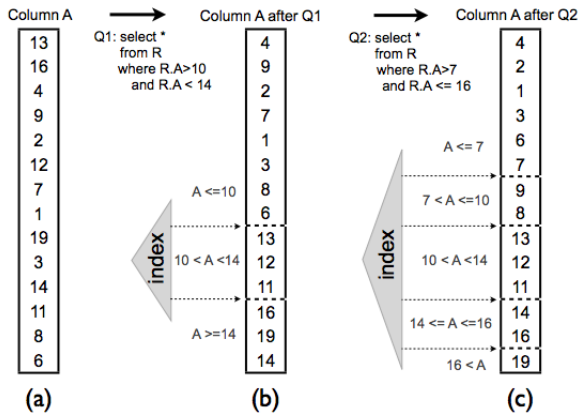 Column A
Column A after Q1
Column A after Q2
Q1: select *
from R
where R.A>10
and R.A < 14
Q2: select *
from R
where R.A>7
and R.A <= 16
13
16
4
9
2
12
7
1
19
3
14
11
8
6
4
9
2
7
1
3
8
6
13
12
11
16
19
14
A <=10
10 < A <14
A >=14
index
4
2
1
3
6
7
9
8
13
12
11
14
16
19
A <= 7
7 < A <=10
10 < A <14
14 <= A <=16
16 < A
index
(a)
(b)
(c)